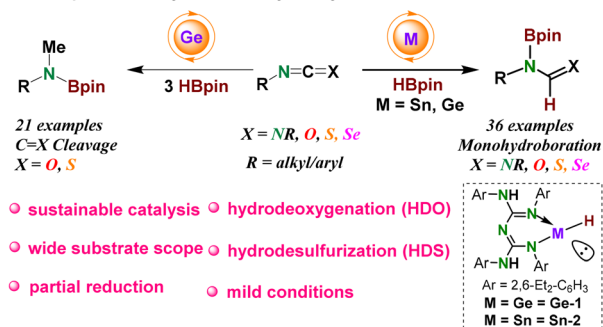 Ge
M
Me
N
R
Bpin
3 HBpin
R
N=C=X
HBpin
M = Sn, Ge
Bpin
N
R
X
H
21 examples
C=X Cleavage
X = O, S
X = NR, O, S, Se
R = alkyl/aryl
36 examples
Monohydroboration
X = NR, O, S, Se
sustainable catalysis
hydrodeoxygenation (HDO)
wide substrate scope
hydrodesulfurization (HDS)
partial reduction
mild conditions
Ar-NH
Ar
N
H
N
M
N
Ar-NH
Ar
Ar = 2,6-Et₂-C₆H₃
M = Ge = Ge-1
M = Sn = Sn-2